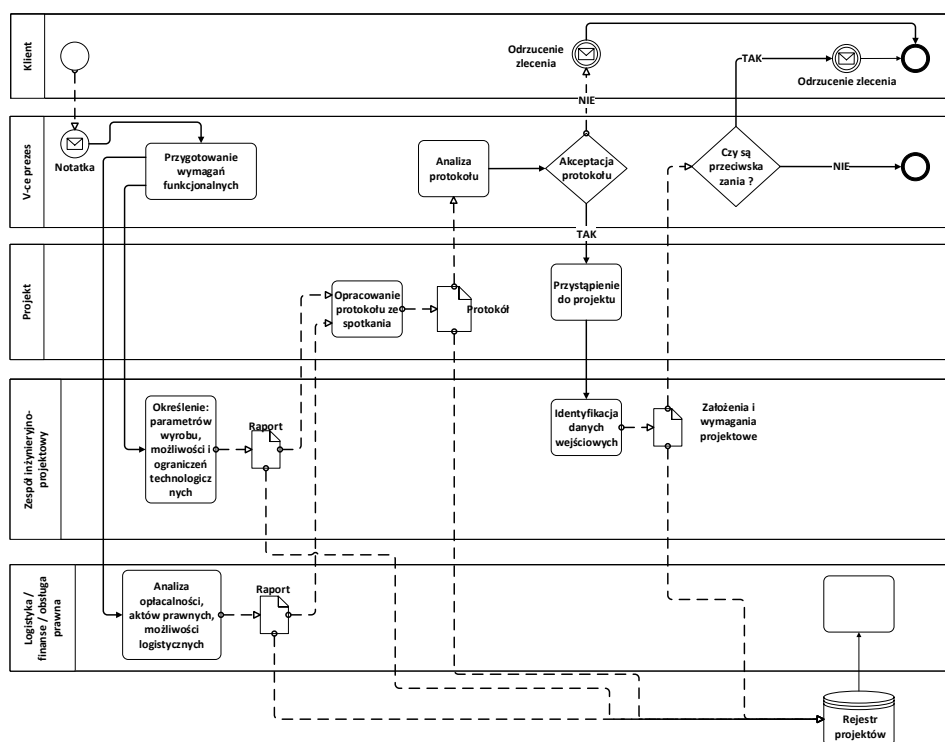 Klient
Odrzucenie
zlecenia
TAK
Odrzucenie zlecenia
NIE
V-ce prezes
Notatka
Przygotowanie
wymagań
funkcjonalnych
Analiza
protokołu
Akceptacja
protokołu
Czy są
przeciwska
zania ?
NIE
TAK
Projekt
Opracowanie
protokołu ze
spotkania
Protokół
Przystąpienie
do projektu
Zespół inżynieryjno-
projektowy
Określenie:
parametrów
wyrobu,
możliwości i
ograniczeń
technologicz
nych
Raport
Identyfikacja
danych
wejściowych
Założenia i
wymagania
projektowe
Logistyka /
finanse / obsługa
prawna
Analiza
opłacalności,
aktów prawnych,
możliwości
logistycznych
Raport
Rejestr
projektów